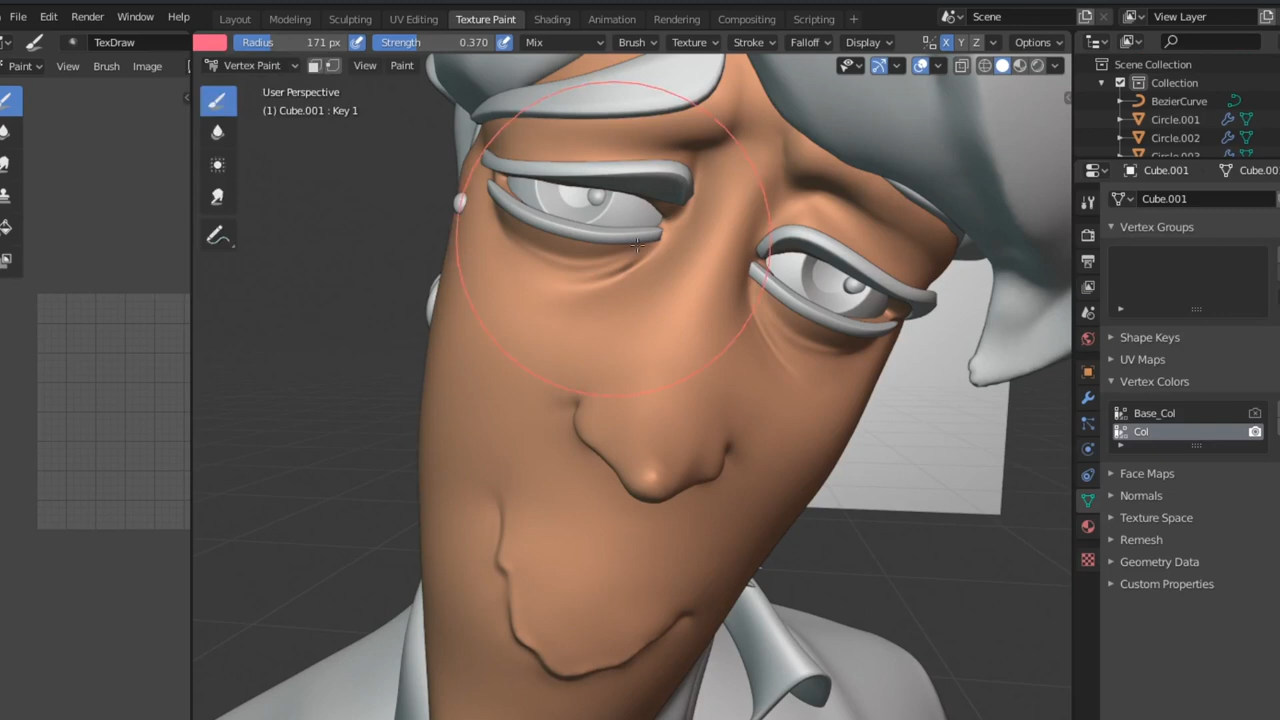 File Edit Render Window Help Layout Modeling Sculpting UV Editing Texture Paint Shading Animation Rendering Compositing Scripting + Scene View Layer
TexDraw Radius 171 px Strength 0.370 Mix Brush Texture Stroke Falloff Display X Y Z Options
Paint View Brush Image Vertex Paint View Paint
Scene Collection
Collection
BezierCurve
Circle.001
Circle.002
User Perspective
(1) Cube.001 : Key 1
Cube.001 Cube.00
Cube.001
Vertex Groups
Shape Keys
UV Maps
Vertex Colors
Base_Col
Col
Face Maps
Normals
Texture Space
Remesh
Geometry Data
Custom Properties